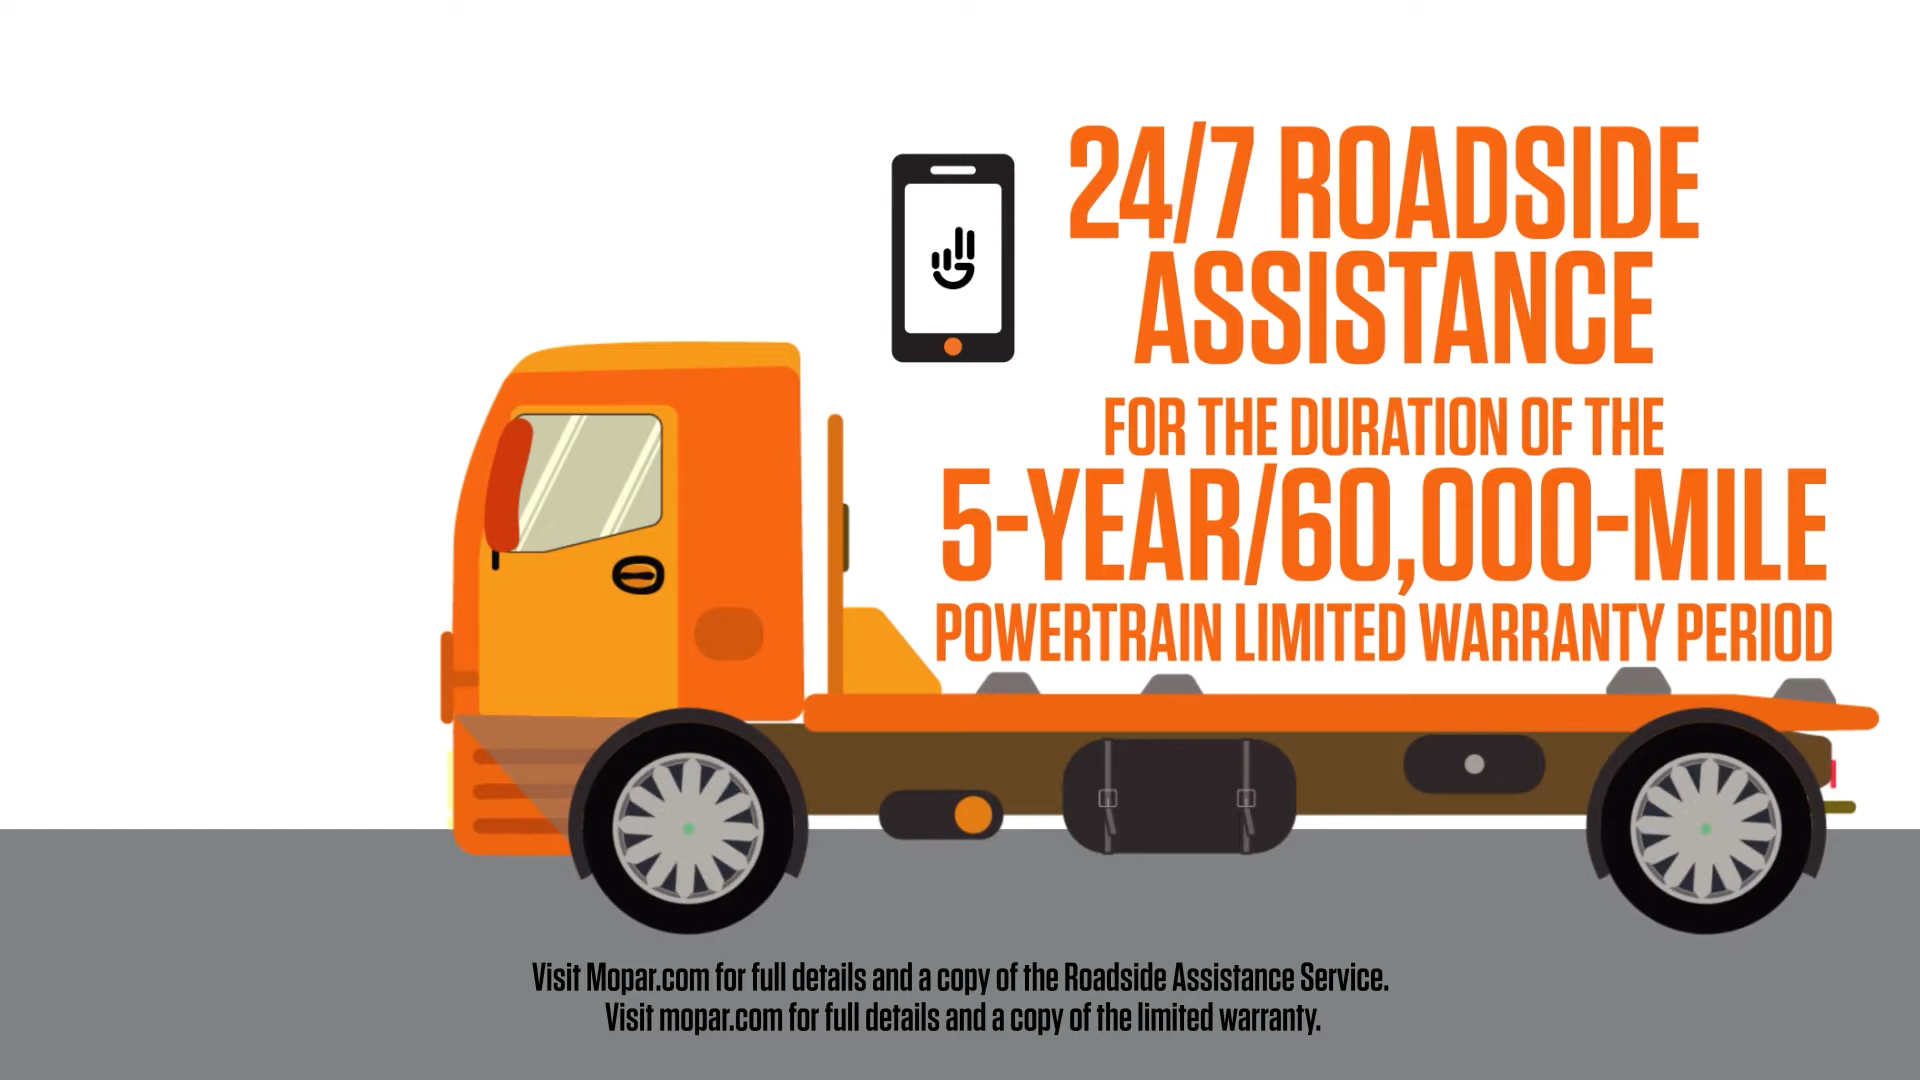 24/7 ROADSIDE
ASSISTANCE
FOR THE DURATION OF THE
5-YEAR/60,000-MILE
POWERTRAIN LIMITED WARRANTY PERIOD
Visit Mopar.com for full details and a copy of the Roadside Assistance Service.
Visit mopar.com for full details and a copy of the limited warranty.